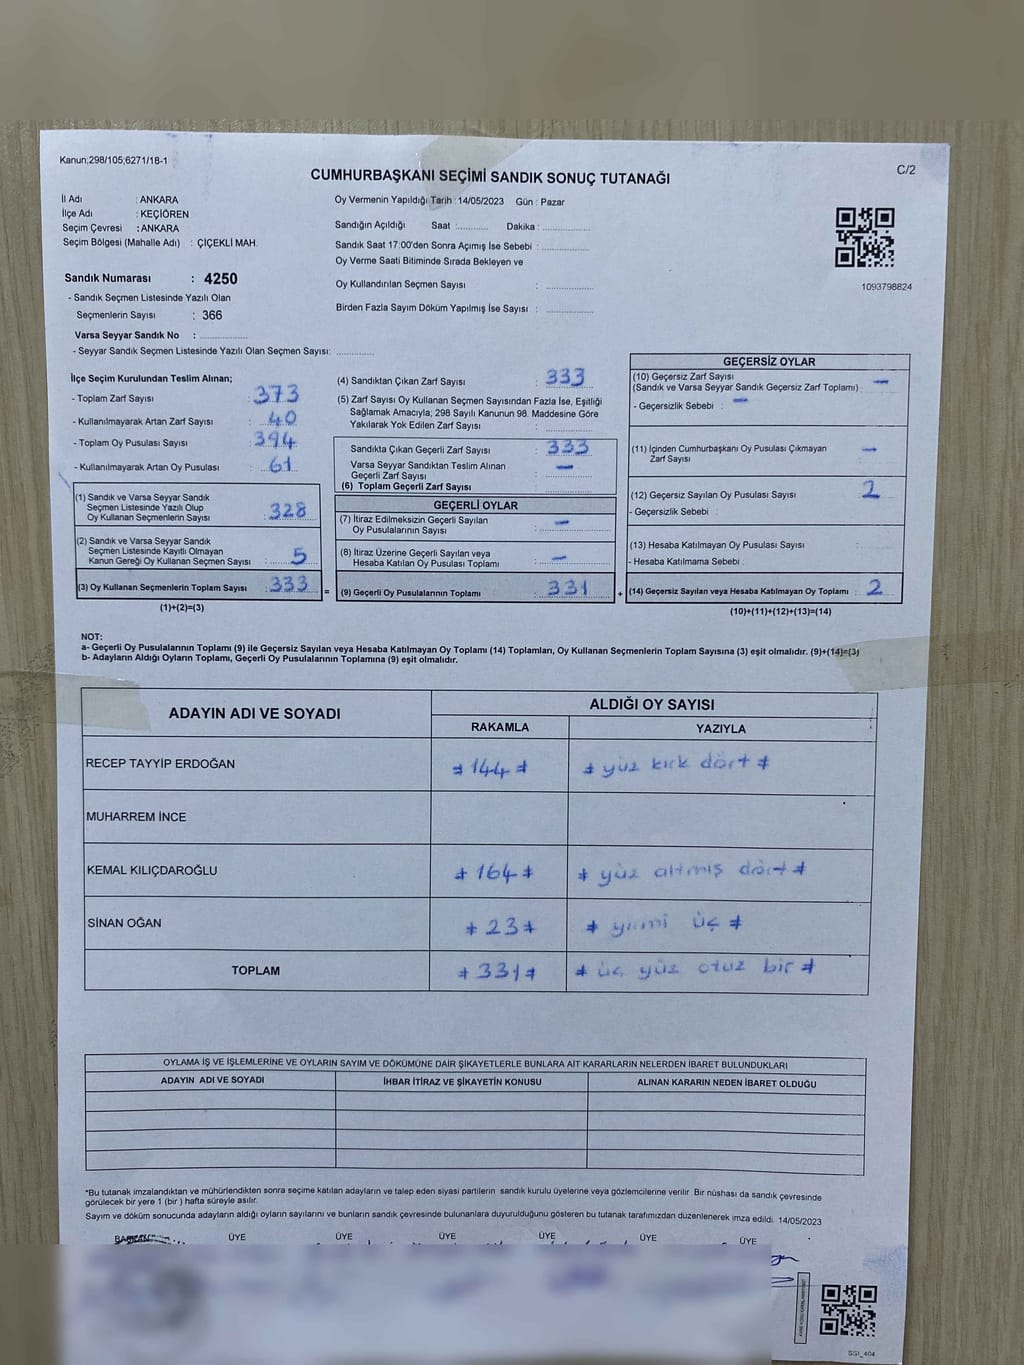 Kanun;298/105;6271/18-1
C/2
CUMHURBAŞKANI SEÇİMİ SANDIK SONUÇ TUTANAĞI
İl Adı : ANKARA
İlçe Adı : KEÇİÖREN
Seçim Çevresi : ANKARA
Seçim Bölgesi (Mahalle Adı) : ÇİÇEKLİ MAH.
Oy Vermenin Yapıldığı Tarih : 14/05/2023 Gün : Pazar
Sandığın Açıldığı Saat ............ Dakika : ................
Sandık Saat 17:00'den Sonra Açımış İse Sebebi : ................
Oy Verme Saati Bitiminde Sırada Bekleyen ve
Oy Kullandırılan Seçmen Sayısı : ................
Birden Fazla Sayım Döküm Yapılmış İse Sayısı : ................
1093798824
Sandık Numarası : 4250
- Sandık Seçmen Listesinde Yazılı Olan
Seçmenlerin Sayısı : 366
Varsa Seyyar Sandık No : ................
- Seyyar Sandık Seçmen Listesinde Yazılı Olan Seçmen Sayısı: .............
İlçe Seçim Kurulundan Teslim Alınan;
- Toplam Zarf Sayısı : 373
- Kullanılmayarak Artan Zarf Sayısı : 40
- Toplam Oy Pusulası Sayısı : 394
- Kullanılmayarak Artan Oy Pusulası : 61
(1) Sandık ve Varsa Seyyar Sandık
Seçmen Listesinde Yazılı Olup
Oy Kullanan Seçmenlerin Sayısı : 328
(2) Sandık ve Varsa Seyyar Sandık
Seçmen Listesinde Kayıtlı Olmayan
Kanun Gereği Oy Kullanan Seçmen Sayısı : 5
(3) Oy Kullanan Seçmenlerin Toplam Sayısı : 333 =
(1)+(2)=(3)
(4) Sandıktan Çıkan Zarf Sayısı : 333
(5) Zarf Sayısı Oy Kullanan Seçmen Sayısından Fazla İse, Eşitliği
Sağlamak Amacıyla; 298 Sayılı Kanunun 98. Maddesine Göre
Yakılarak Yok Edilen Zarf Sayısı :
Sandıkta Çıkan Geçerli Zarf Sayısı : 333
Varsa Seyyar Sandıktan Teslim Alınan
Geçerli Zarf Sayısı : —
(6) Toplam Geçerli Zarf Sayısı
GEÇERLİ OYLAR
(7) İtiraz Edilmeksizin Geçerli Sayılan
Oy Pusulalarının Sayısı : —
(8) İtiraz Üzerine Geçerli Sayılan veya
Hesaba Katılan Oy Pusulası Toplamı : —
(9) Geçerli Oy Pusulalarının Toplamı : 331 +
GEÇERSİZ OYLAR
(10) Geçersiz Zarf Sayısı
(Sandık ve Varsa Seyyar Sandık Geçersiz Zarf Toplamı) : —
- Geçersizlik Sebebi : —
(11) İçinden Cumhurbaşkanı Oy Pusulası Çıkmayan
Zarf Sayısı : —
(12) Geçersiz Sayılan Oy Pusulası Sayısı : 2
- Geçersizlik Sebebi :
(13) Hesaba Katılmayan Oy Pusulası Sayısı :
- Hesaba Katılmama Sebebi :
(14) Geçersiz Sayılan veya Hesaba Katılmayan Oy Toplamı : 2
(10)+(11)+(12)+(13)=(14)
NOT:
a- Geçerli Oy Pusulalarının Toplamı (9) ile Geçersiz Sayılan veya Hesaba Katılmayan Oy Toplamı (14) Toplamları, Oy Kullanan Seçmenlerin Toplam Sayısına (3) eşit olmalıdır. (9)+(14)=(3)
b- Adayların Aldığı Oyların Toplamı, Geçerli Oy Pusulalarının Toplamına (9) eşit olmalıdır.
ADAYIN ADI VE SOYADI
ALDIĞI OY SAYISI
RAKAMLA YAZIYLA
RECEP TAYYİP ERDOĞAN ≠ 144 ≠ ≠ yüz kırk dört ≠
MUHARREM İNCE
KEMAL KILIÇDAROĞLU ≠ 164 ≠ ≠ yüz altmış dört ≠
SİNAN OĞAN ≠ 23 ≠ ≠ yirmi üç ≠
TOPLAM ≠ 331 ≠ ≠ üç yüz otuz bir ≠
OYLAMA İŞ VE İŞLEMLERİNE VE OYLARIN SAYIM VE DÖKÜMÜNE DAİR ŞİKAYETLERLE BUNLARA AİT KARARLARIN NELERDEN İBARET BULUNDUKLARI
ADAYIN ADI VE SOYADI İHBAR İTİRAZ VE ŞİKAYETİN KONUSU ALINAN KARARIN NEDEN İBARET OLDUĞU
*Bu tutanak imzalandıktan ve mühürlendikten sonra seçime katılan adayların ve talep eden siyasi partilerin sandık kurulu üyelerine veya gözlemcilerine verilir. Bir nüshası da sandık çevresinde
görülecek bir yere 1 (bir) hafta süreyle asılır.
Sayım ve döküm sonucunda adayların aldığı oyların sayılarını ve bunların sandık çevresinde bulunanlara duyurulduğunu gösteren bu tutanak tarafımızdan düzenlenerek imza edildi. 14/05/2023
ÜYE ÜYE ÜYE ÜYE ÜYE ÜYE
SSI_404